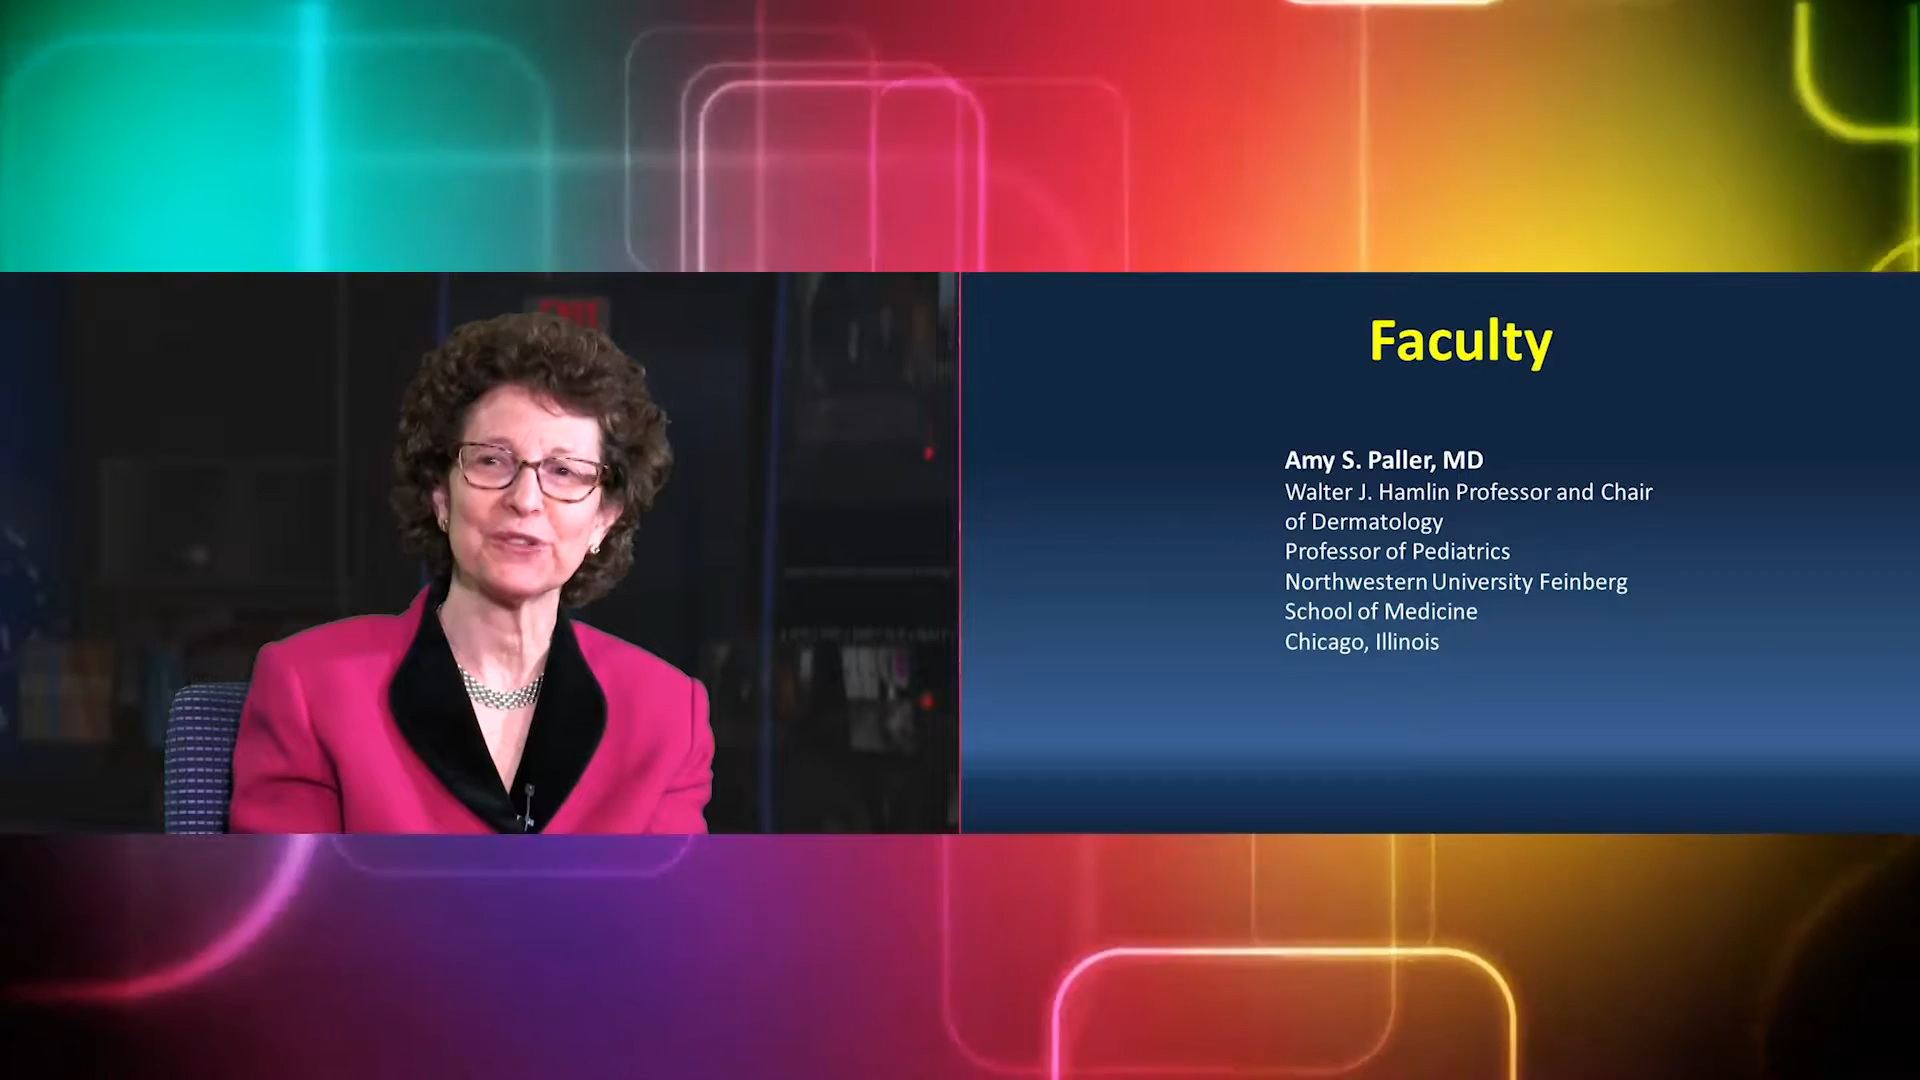 EXIT
Faculty
Amy S. Paller, MD
Walter J. Hamlin Professor and Chair
of Dermatology
Professor of Pediatrics
Northwestern University Feinberg
School of Medicine
Chicago, Illinois